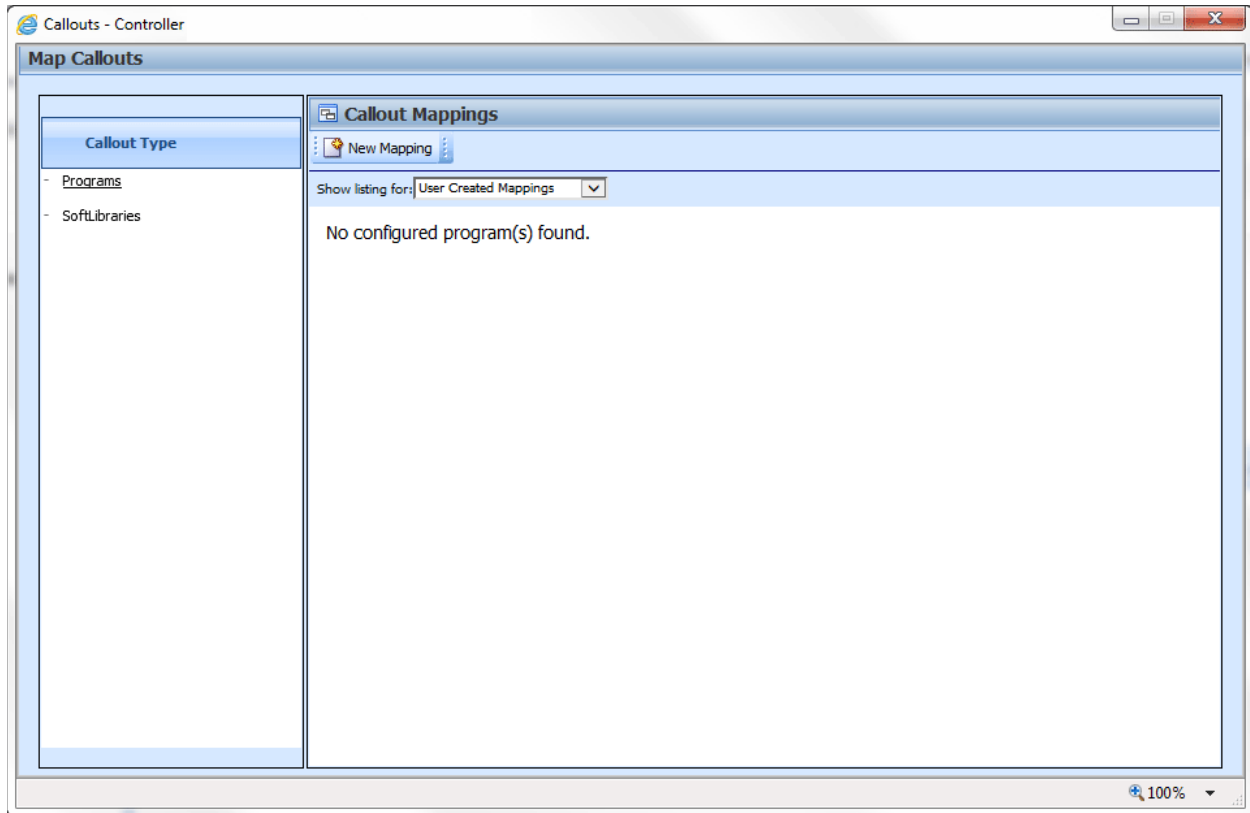 Callouts - Controller
Map Callouts
Callout Type
- Programs
- SoftLibraries
Callout Mappings
New Mapping
Show listing for: User Created Mappings
No configured program(s) found.
100%